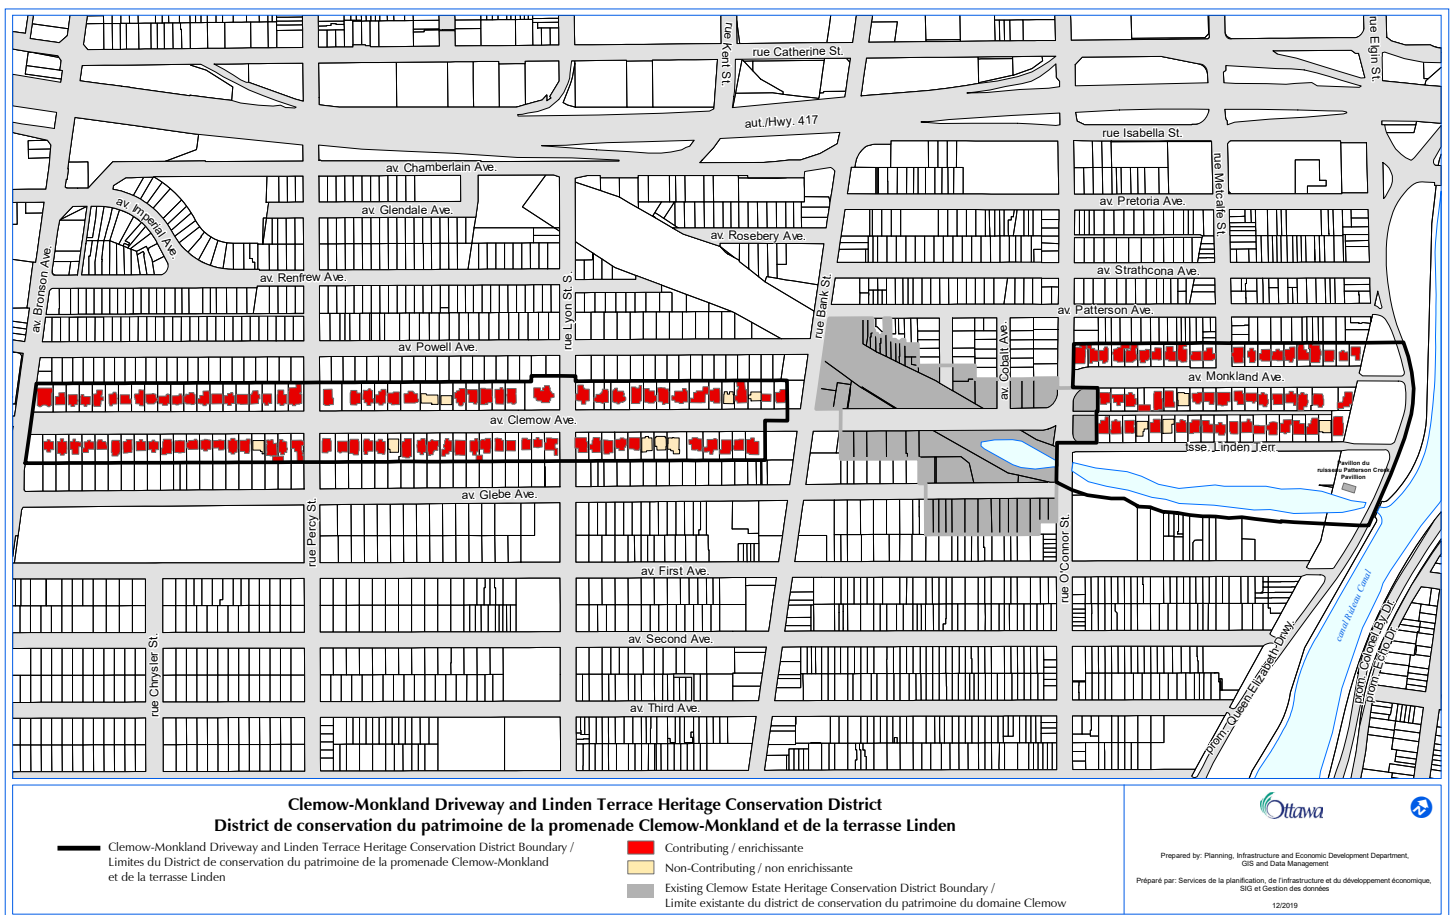 rue Kent St.
rue Catherine St.
rue Elgin St.
aut./Hwy. 417
rue Isabella St.
av. Chamberlain Ave.
rue Metcalfe St.
av. Imperial Ave.
av. Glendale Ave.
av. Pretoria Ave.
av. Rosebery Ave.
av. Bronson Ave.
av. Renfrew Ave.
av. Strathcona Ave.
rue Lyon St. S.
rue Bank St.
av. Patterson Ave.
av. Powell Ave.
av. Cobalt Ave.
av. Monkland Ave.
av. Clemow Ave.
tsse. Linden Terr.
Pavillon du
ruisseau Patterson Creek
Pavillion
av. Glebe Ave.
rue Percy St.
rue O'Connor St.
av. First Ave.
canal Rideau Canal
av. Second Ave.
rue Chrysler St.
prom. Queen Elizabeth Drwy.
prom. Colonel By Dr.
prom. Echo Dr.
av. Third Ave.
Clemow-Monkland Driveway and Linden Terrace Heritage Conservation District
District de conservation du patrimoine de la promenade Clemow-Monkland et de la terrasse Linden
Clemow-Monkland Driveway and Linden Terrace Heritage Conservation District Boundary /
Limites du District de conservation du patrimoine de la promenade Clemow-Monkland
et de la terrasse Linden
Contributing / enrichissante
Non-Contributing / non enrichissante
Existing Clemow Estate Heritage Conservation District Boundary /
Limite existante du district de conservation du patrimoine du domaine Clemow
Ottawa
Prepared by: Planning, Infrastructure and Economic Development Department,
GIS and Data Management
Préparé par: Services de la planification, de l'infrastructure et du développement économique,
SIG et Gestion des données
12/2019